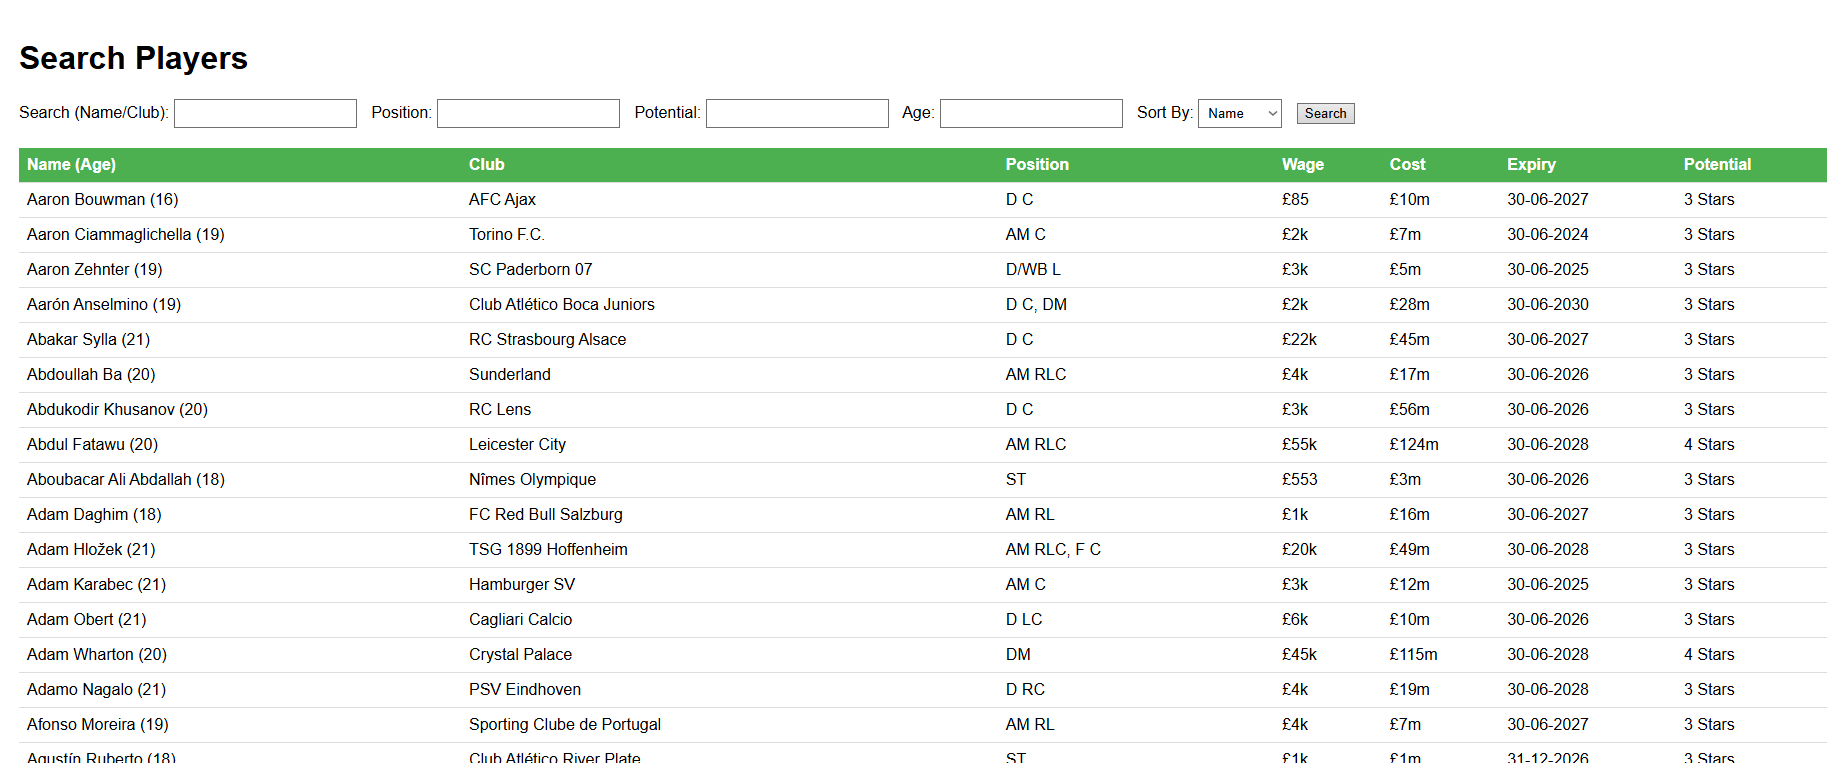 Search Players
Search (Name/Club): Position: Potential: Age: Sort By: Name Search
Name (Age) Club Position Wage Cost Expiry Potential
Aaron Bouwman (16) AFC Ajax D C £85 £10m 30-06-2027 3 Stars
Aaron Ciammaglichella (19) Torino F.C. AM C £2k £7m 30-06-2024 3 Stars
Aaron Zehnter (19) SC Paderborn 07 D/WB L £3k £5m 30-06-2025 3 Stars
Aarón Anselmino (19) Club Atlético Boca Juniors D C, DM £2k £28m 30-06-2030 3 Stars
Abakar Sylla (21) RC Strasbourg Alsace D C £22k £45m 30-06-2027 3 Stars
Abdoullah Ba (20) Sunderland AM RLC £4k £17m 30-06-2026 3 Stars
Abdukodir Khusanov (20) RC Lens D C £3k £56m 30-06-2026 3 Stars
Abdul Fatawu (20) Leicester City AM RLC £55k £124m 30-06-2028 4 Stars
Aboubacar Ali Abdallah (18) Nîmes Olympique ST £553 £3m 30-06-2026 3 Stars
Adam Daghim (18) FC Red Bull Salzburg AM RL £1k £16m 30-06-2027 3 Stars
Adam Hložek (21) TSG 1899 Hoffenheim AM RLC, F C £20k £49m 30-06-2028 3 Stars
Adam Karabec (21) Hamburger SV AM C £3k £12m 30-06-2025 3 Stars
Adam Obert (21) Cagliari Calcio D LC £6k £10m 30-06-2026 3 Stars
Adam Wharton (20) Crystal Palace DM £45k £115m 30-06-2028 4 Stars
Adamo Nagalo (21) PSV Eindhoven D RC £4k £19m 30-06-2028 3 Stars
Afonso Moreira (19) Sporting Clube de Portugal AM RL £4k £7m 30-06-2027 3 Stars
Agustín Ruberto (18) Club Atlético River Plate ST £1k £1m 31-12-2026 3 Stars